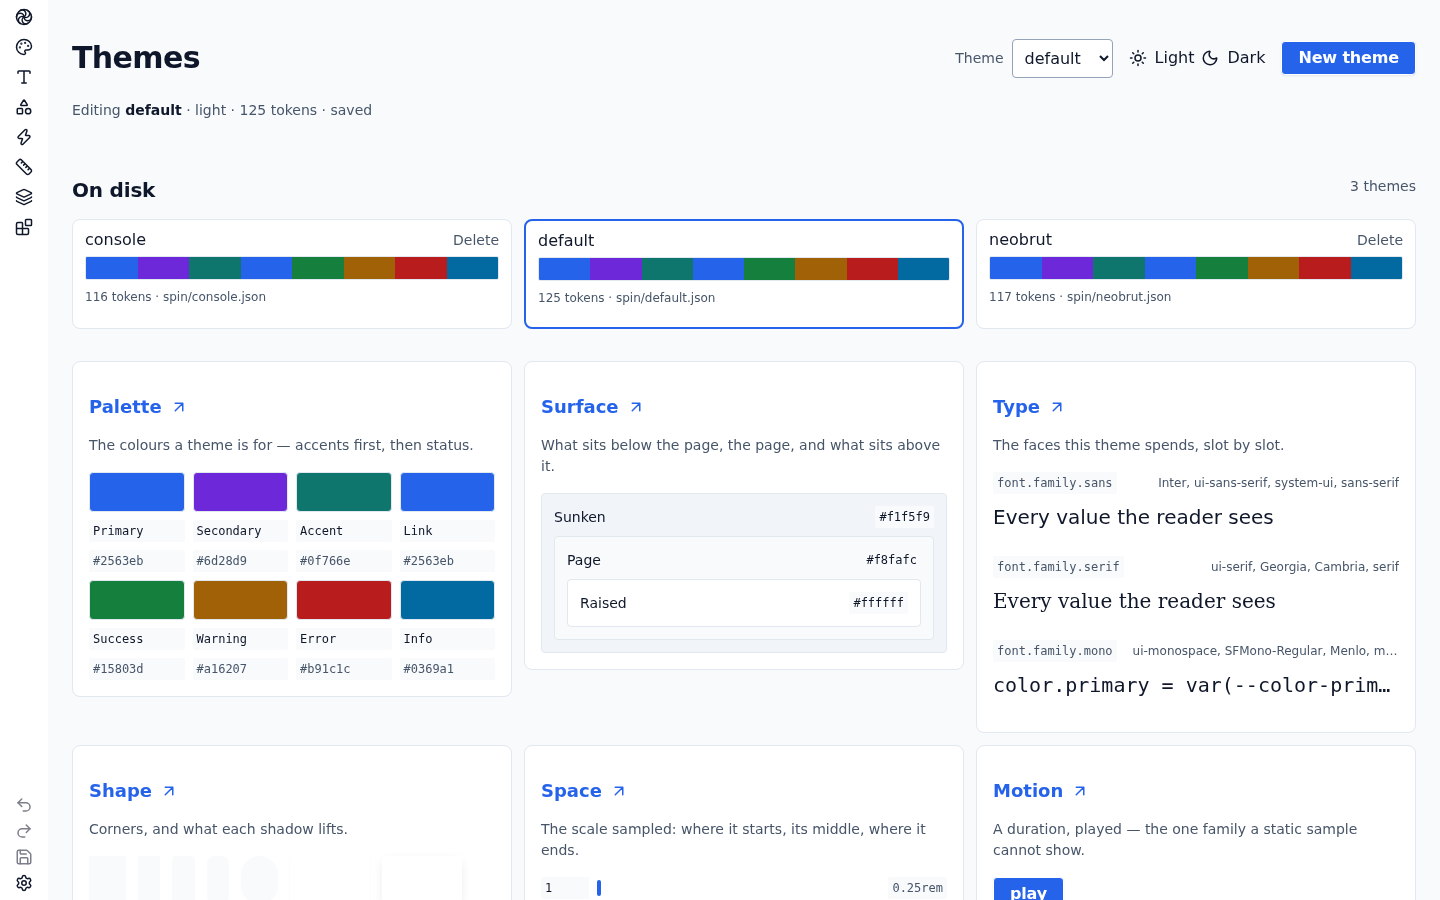 Themes
Theme default Light Dark New theme
Editing default · light · 125 tokens · saved
On disk
3 themes
console Delete
116 tokens · spin/console.json
default
125 tokens · spin/default.json
neobrut Delete
117 tokens · spin/neobrut.json
Palette
The colours a theme is for — accents first, then status.
Primary Secondary Accent Link
#2563eb #6d28d9 #0f766e #2563eb
Success Warning Error Info
#15803d #a16207 #b91c1c #0369a1
Surface
What sits below the page, the page, and what sits above
it.
Sunken #f1f5f9
Page #f8fafc
Raised #ffffff
Type
The faces this theme spends, slot by slot.
font.family.sans Inter, ui-sans-serif, system-ui, sans-serif
Every value the reader sees
font.family.serif ui-serif, Georgia, Cambria, serif
Every value the reader sees
font.family.mono ui-monospace, SFMono-Regular, Menlo, m…
color.primary = var(--color-prim…
Shape
Corners, and what each shadow lifts.
Space
The scale sampled: where it starts, its middle, where it
ends.
1 0.25rem
Motion
A duration, played — the one family a static sample
cannot show.
play